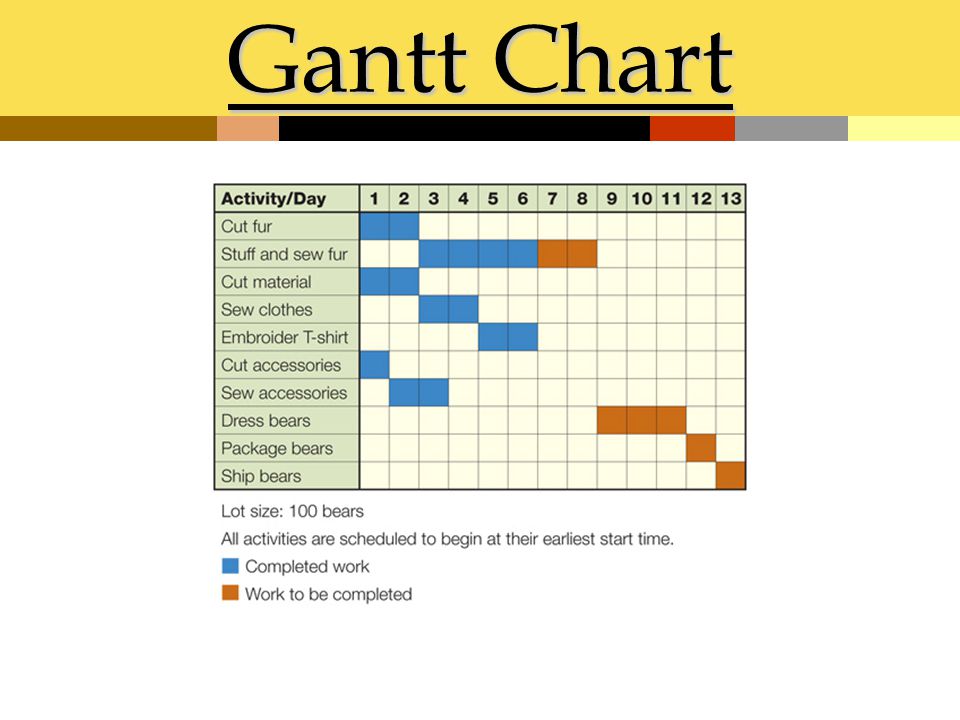 Gantt Chart
Activity/Day 1 2 3 4 5 6 7 8 9 10 11 12 13
Cut fur
Stuff and sew fur
Cut material
Sew clothes
Embroider T-shirt
Cut accessories
Sew accessories
Dress bears
Package bears
Ship bears
Lot size: 100 bears
All activities are scheduled to begin at their earliest start time.
Completed work
Work to be completed